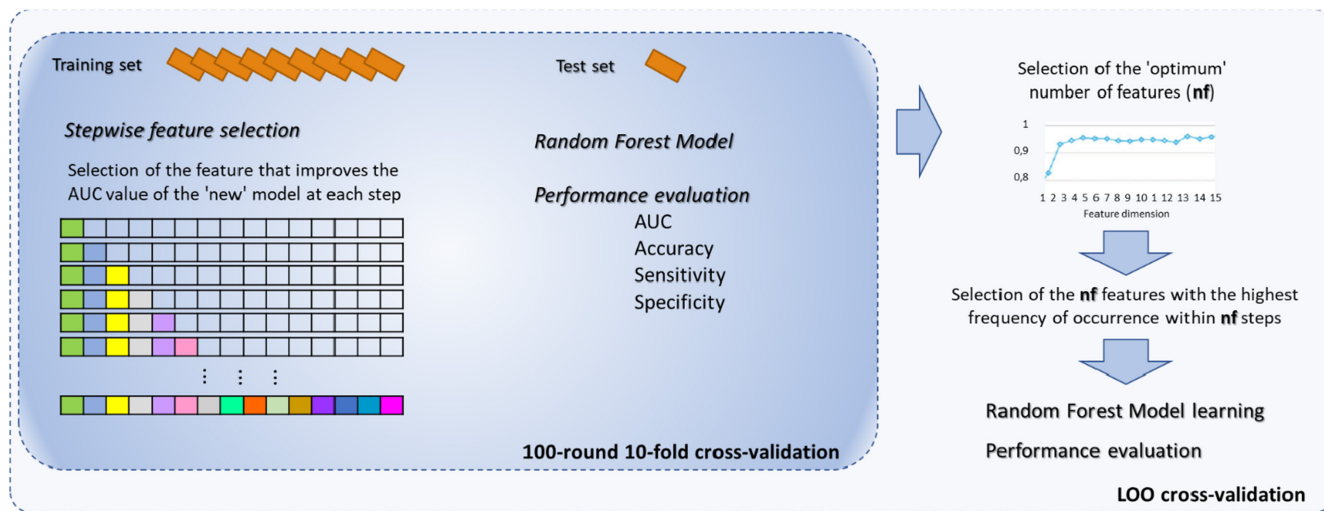 Training set
Test set
Stepwise feature selection
Selection of the feature that improves the
AUC value of the 'new' model at each step
Random Forest Model
Performance evaluation
AUC
Accuracy
Sensitivity
Specificity
100-round 10-fold cross-validation
Selection of the 'optimum'
number of features (nf)
1
0,9
0,8
1 2 3 4 5 6 7 8 9 10 1 12 13 14 15
Feature dimension
Selection of the nf features with the highest
frequency of occurrence within nf steps
Random Forest Model learning
Performance evaluation
LOO cross-validation